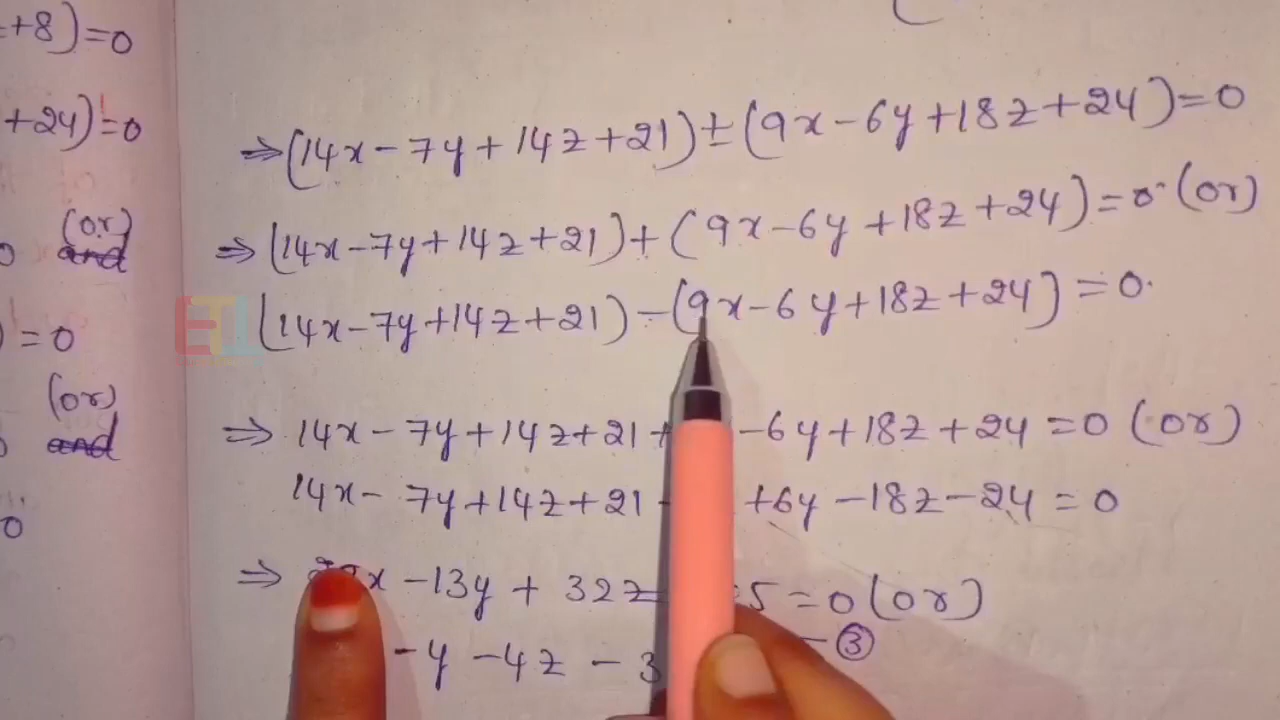 +8)=0
+24)=0
(or)
0 and
) = 0
(or)
and
0
⇒(14x-7y+14z+21)±(9x-6y+18z+24)=0
⇒(14x-7y+14z+21)+(9x-6y+18z+24)=0 (or)
(14x-7y+14z+21)-(9x-6y+18z+24)=0.
⇒ 14x-7y+14z+21+ -6y+18z+24=0 (or)
14x-7y+14z+21- +6y-18z-24=0
⇒ x-13y+32z 5=0 (or)
-y-4z-3 - ③
ETI